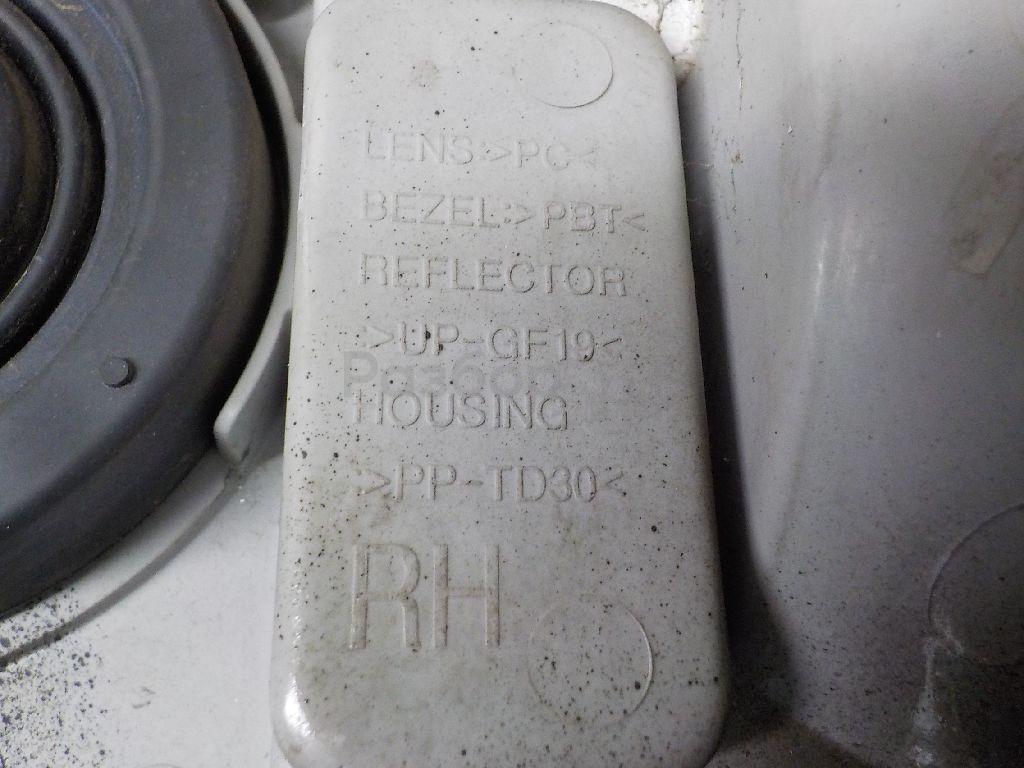 LENS>PC<
BEZEL>PBT<
REFLECTOR
>UP-GF19<
HOUSING
>PP-TD30<
RH